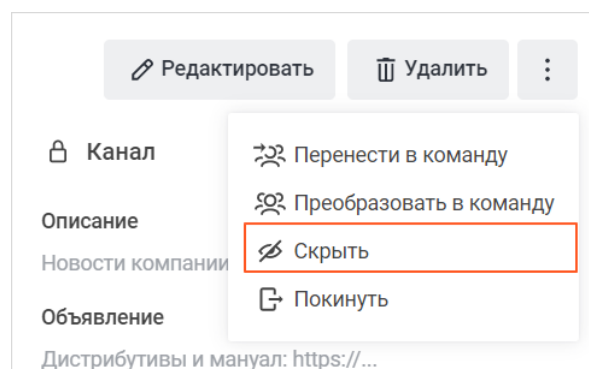 Редактировать
Удалить
Канал
Перенести в команду
Преобразовать в команду
Описание
Скрыть
Новости компании
Покинуть
Объявление
Дистрибутивы и мануал: https://...